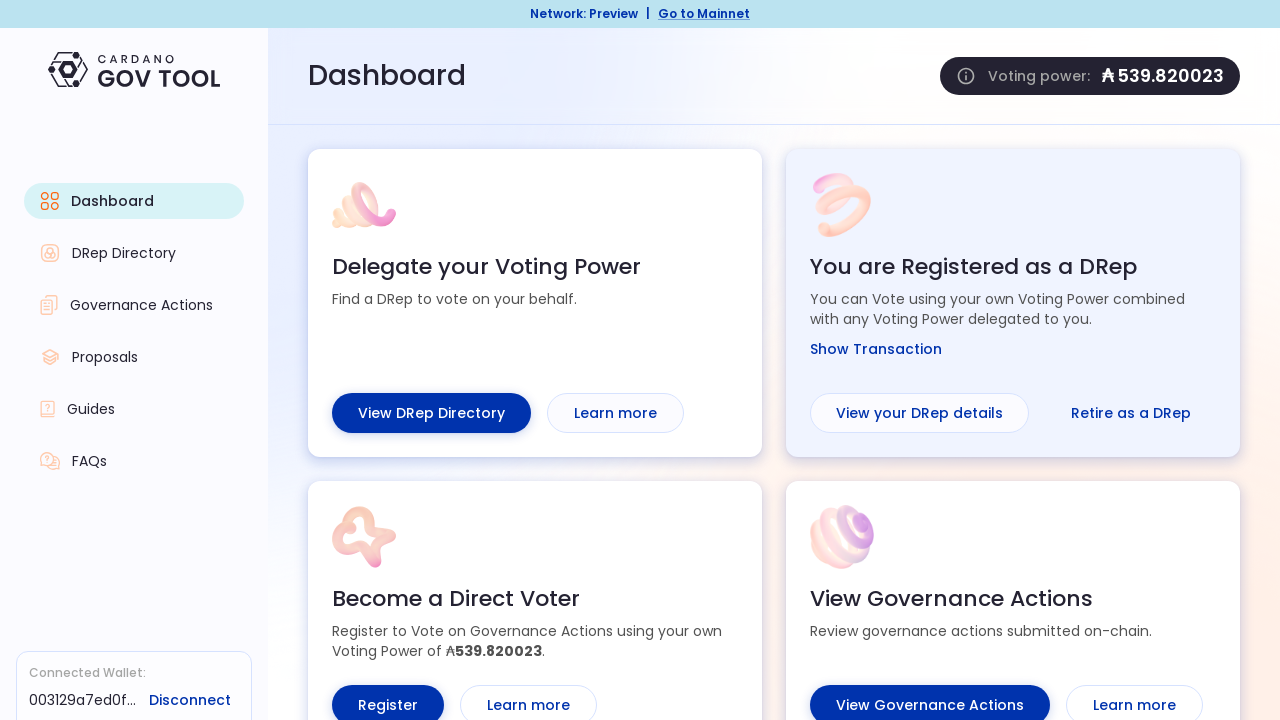 Network: Preview | Go to Mainnet
CARDANO
GOV TOOL
Dashboard
DRep Directory
Governance Actions
Proposals
Guides
FAQs
Connected Wallet:
003129a7ed0f... Disconnect
Dashboard
Voting power: ₳ 539.820023
Delegate your Voting Power
Find a DRep to vote on your behalf.
View DRep Directory
Learn more
You are Registered as a DRep
You can Vote using your own Voting Power combined
with any Voting Power delegated to you.
Show Transaction
View your DRep details
Retire as a DRep
Become a Direct Voter
Register to Vote on Governance Actions using your own
Voting Power of ₳539.820023.
Register
Learn more
View Governance Actions
Review governance actions submitted on-chain.
View Governance Actions
Learn more